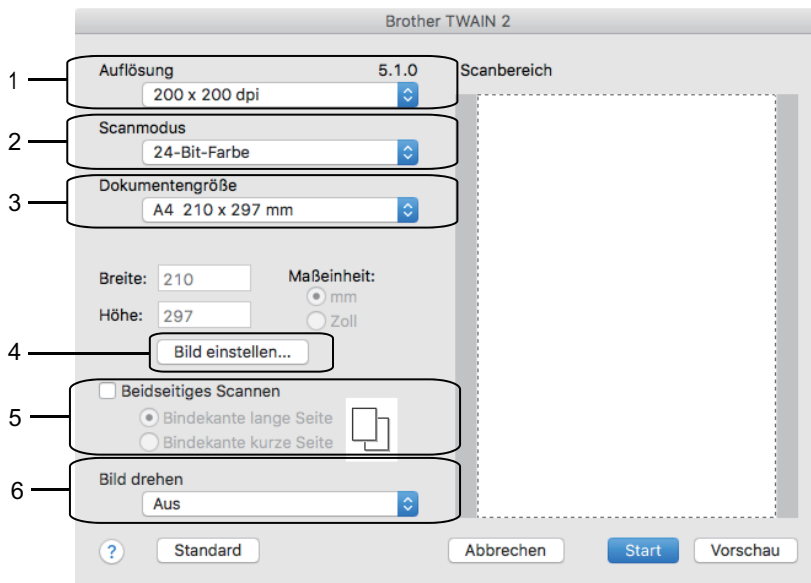 Brother TWAIN 2
1
Auflösung 5.1.0
200 x 200 dpi
Scanbereich
2
Scanmodus
24-Bit-Farbe
3
Dokumentengröße
A4 210 x 297 mm
Breite: 210
Maßeinheit:
mm
Höhe: 297
Zoll
4
Bild einstellen...
5
Beidseitiges Scannen
Bindekante lange Seite
Bindekante kurze Seite
6
Bild drehen
Aus
? Standard Abbrechen Start Vorschau